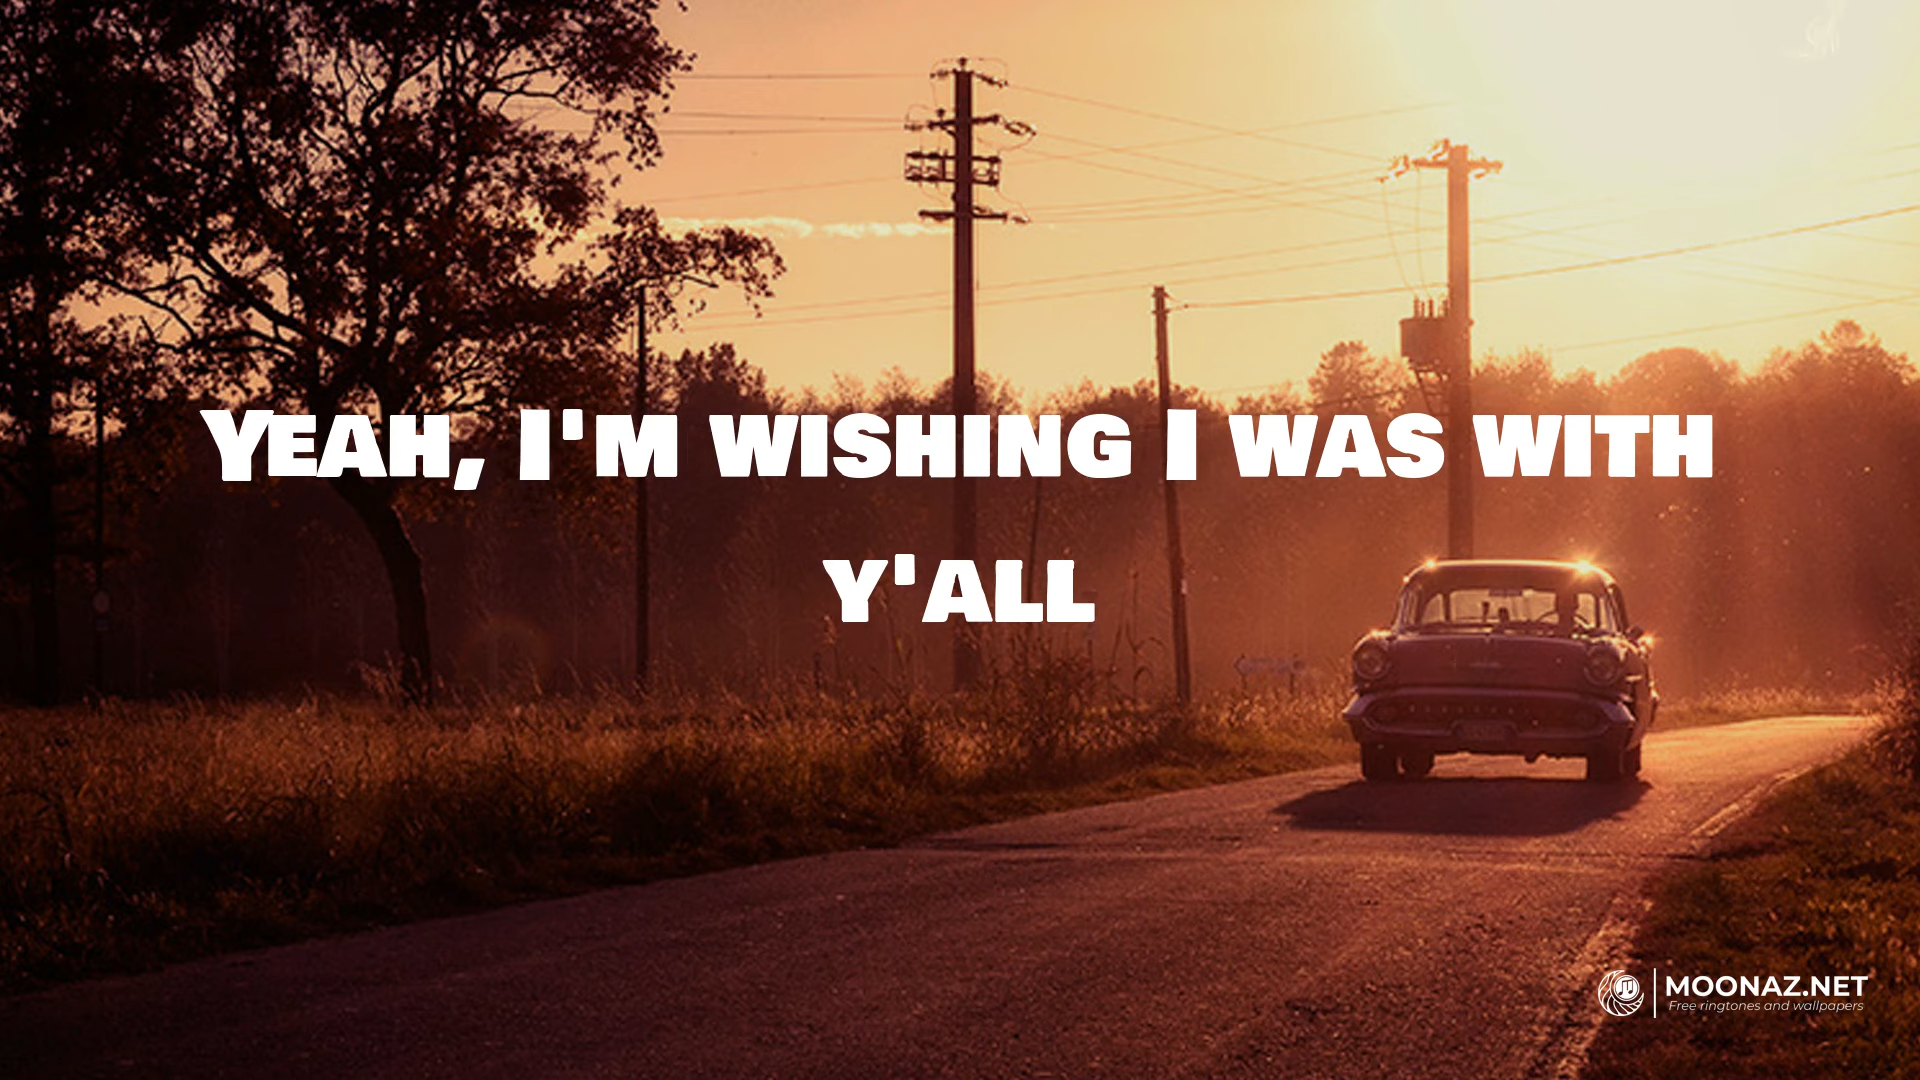 Yeah, I'm wishing I was with
y'all
MOONAZ.NET
Free ringtones and wallpapers